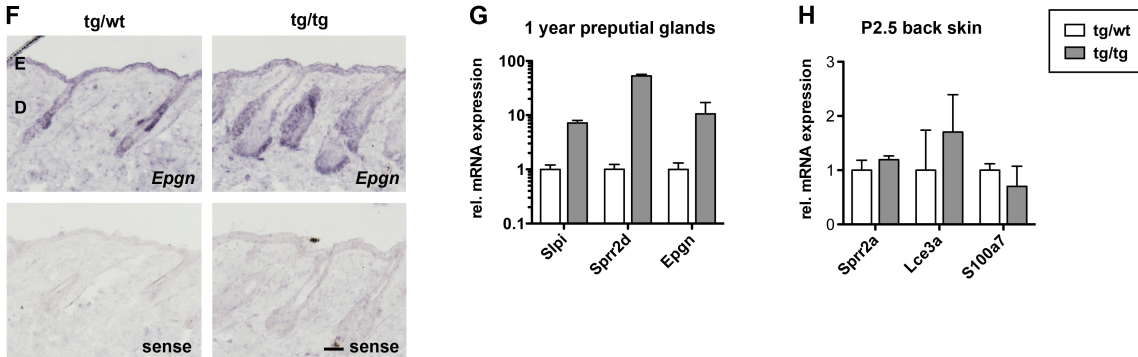 F
tg/wt
tg/tg
E
D
Epgn
Epgn
sense
sense
G
1 year preputial glands
rel. mRNA expression
100
10
1
0.1
Slpi
Sprr2d
Epgn
H
P2.5 back skin
rel. mRNA expression
3
2
1
0
Sprr2a
Lce3a
S100a7
tg/wt
tg/tg